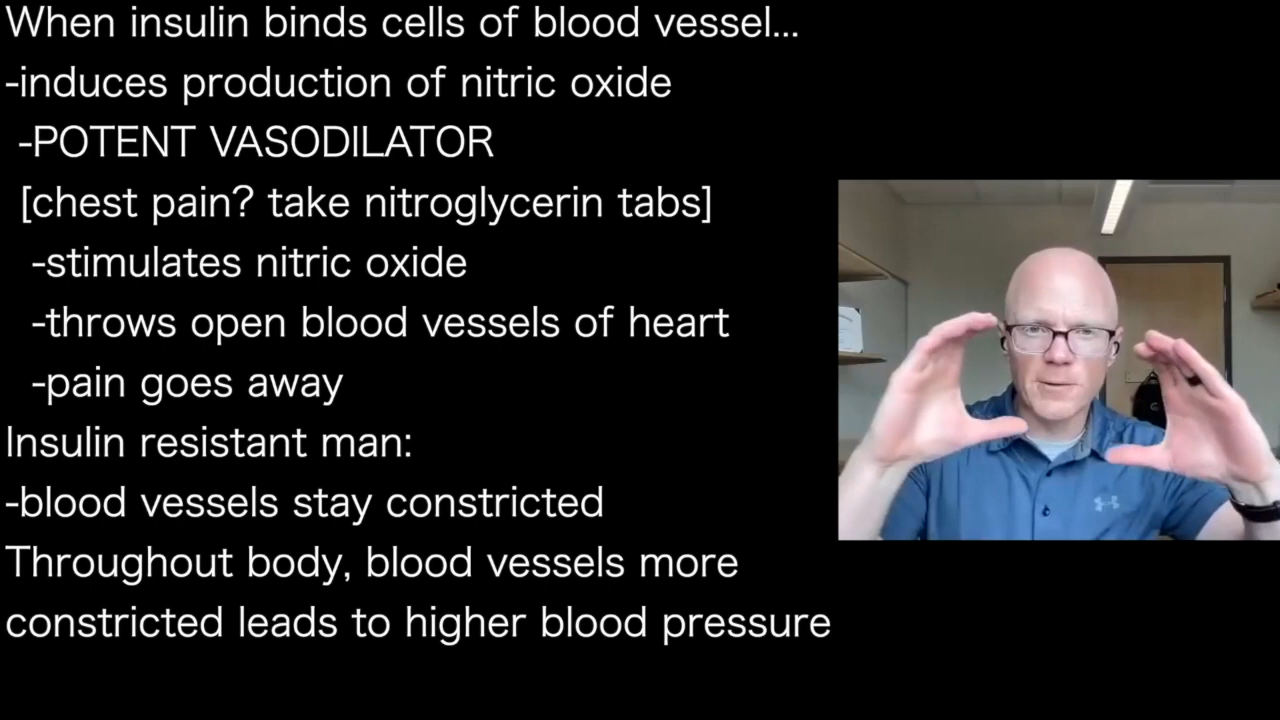 When insulin binds cells of blood vessel...
-induces production of nitric oxide
-POTENT VASODILATOR
[chest pain? take nitroglycerin tabs]
-stimulates nitric oxide
-throws open blood vessels of heart
-pain goes away
Insulin resistant man:
-blood vessels stay constricted
Throughout body, blood vessels more
constricted leads to higher blood pressure